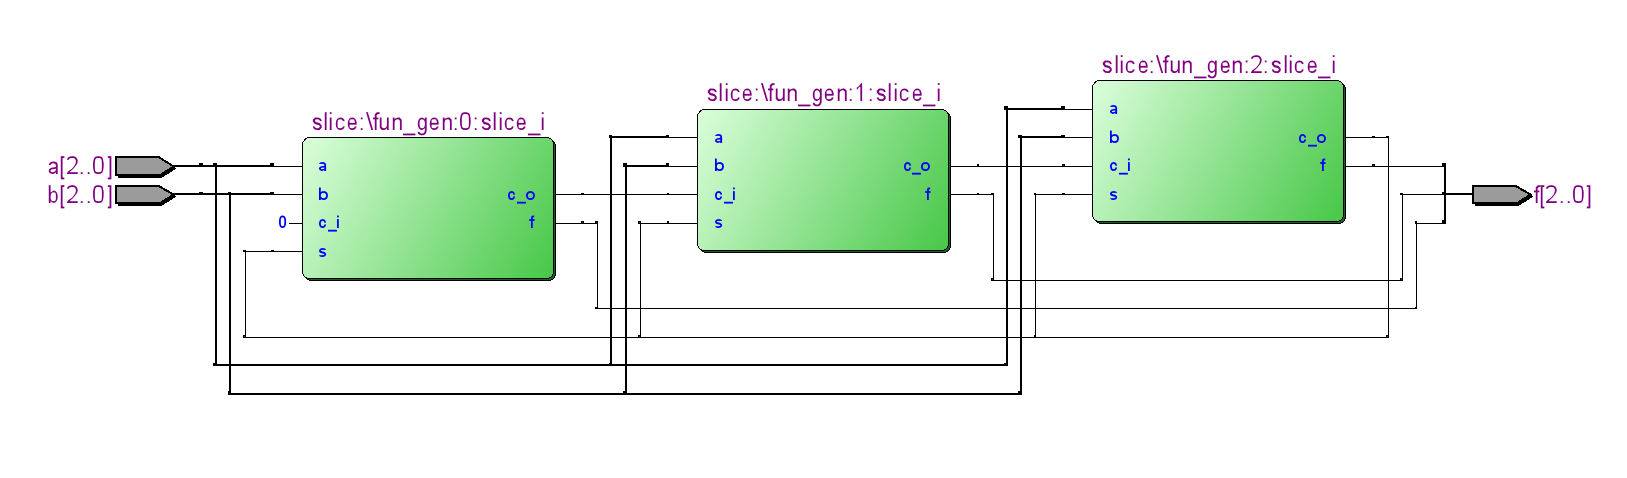 slice:\fun_gen:2:slice_i
a
b
c_i
s
c_o
f
slice:\fun_gen:1:slice_i
a
b
c_i
s
c_o
f
slice:\fun_gen:0:slice_i
a
b
c_i
s
c_o
f
0
a[2..0]
b[2..0]
f[2..0]